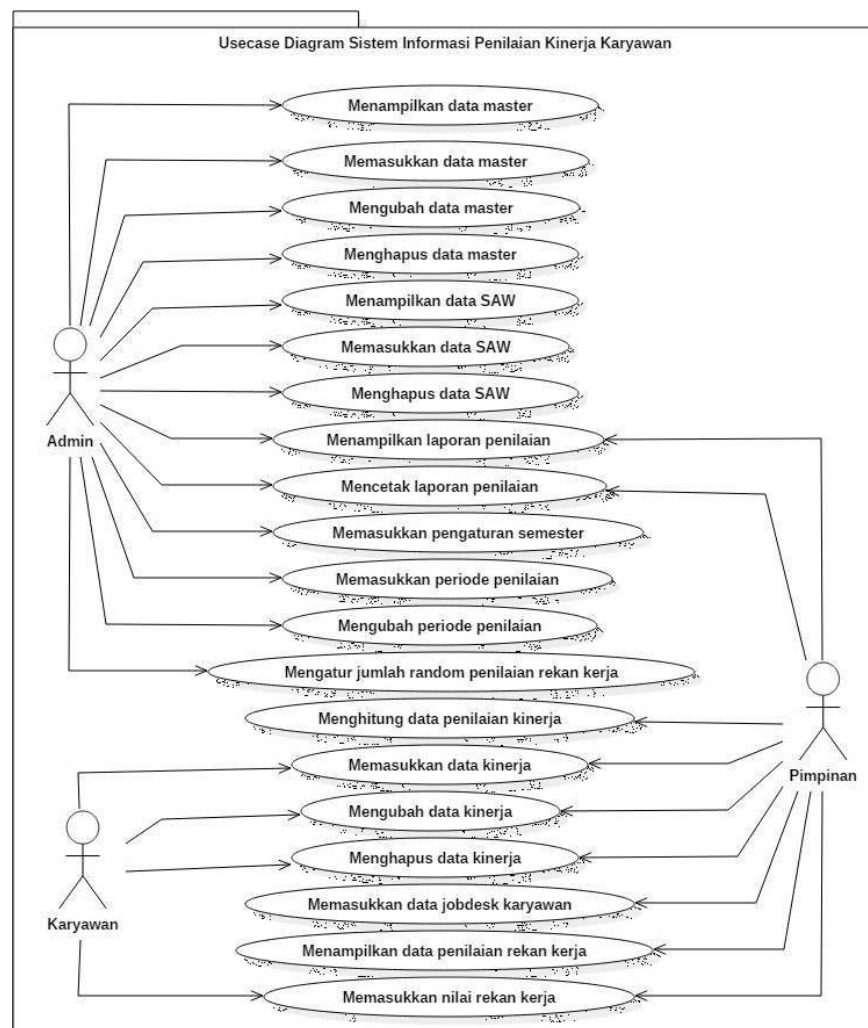 Usecase Diagram Sistem Informasi Penilaian Kinerja Karyawan
Menampilkan data master
Memasukkan data master
Mengubah data master
Menghapus data master
Menampilkan data SAW
Memasukkan data SAW
Menghapus data SAW
Admin
Menampilkan laporan penilaian
Mencetak laporan penilaian
Memasukkan pengaturan semester
Memasukkan periode penilaian
Mengubah periode penilaian
Mengatur jumlah random penilaian rekan kerja
Menghitung data penilaian kinerja
Memasukkan data kinerja
Pimpinan
Mengubah data kinerja
Menghapus data kinerja
Memasukkan data jobdesk karyawan
Karyawan
Menampilkan data penilaian rekan kerja
Memasukkan nilai rekan kerja